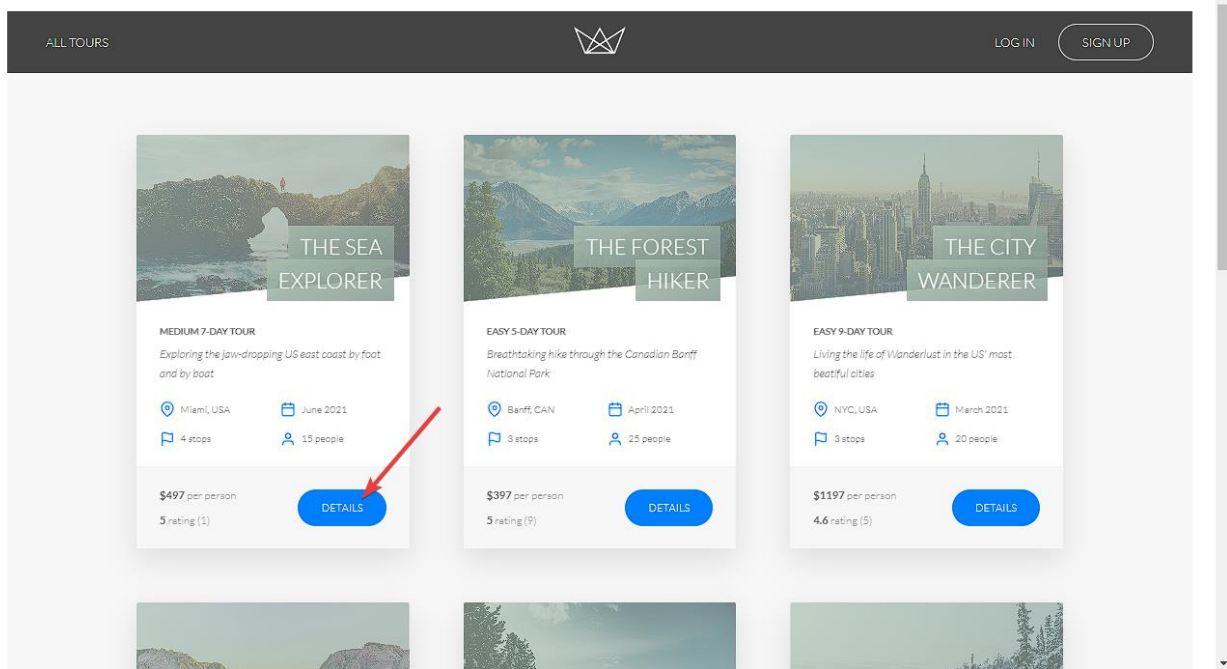 ALL TOURS
LOG IN
SIGN UP
THE SEA
EXPLORER
MEDIUM 7-DAY TOUR
Exploring the jaw-dropping US east coast by foot
and by boat
Miami, USA
June 2021
4 stops
15 people
$497 per person
5 rating (1)
DETAILS
THE FOREST
HIKER
EASY 5-DAY TOUR
Breathtaking hike through the Canadian Banff
National Park
Banff, CAN
April 2021
3 stops
25 people
$397 per person
5 rating (9)
DETAILS
THE CITY
WANDERER
EASY 9-DAY TOUR
Living the life of Wanderlust in the US' most
beatiful cities
NYC, USA
March 2021
3 stops
20 people
$1197 per person
4.6 rating (5)
DETAILS